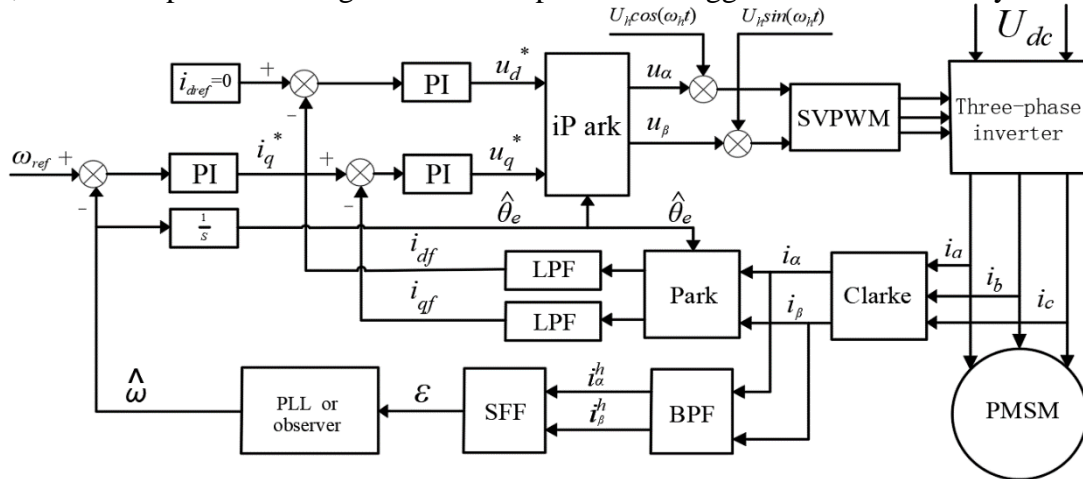 U_h cos(ω_h t)
U_h sin(ω_h t)
U_dc
i_dref=0
+
-
PI
u_d*
iP ark
u_α
u_β
SVPWM
Three-phase
inverter
ω_ref
+
-
PI
i_q*
+
-
PI
u_q*
1/s
θ̂_e
θ̂_e
i_df
LPF
i_qf
LPF
Park
i_α
i_β
Clarke
i_a
i_b
i_c
ω̂
PLL or
observer
ε
SFF
i_α^h
i_β^h
BPF
PMSM